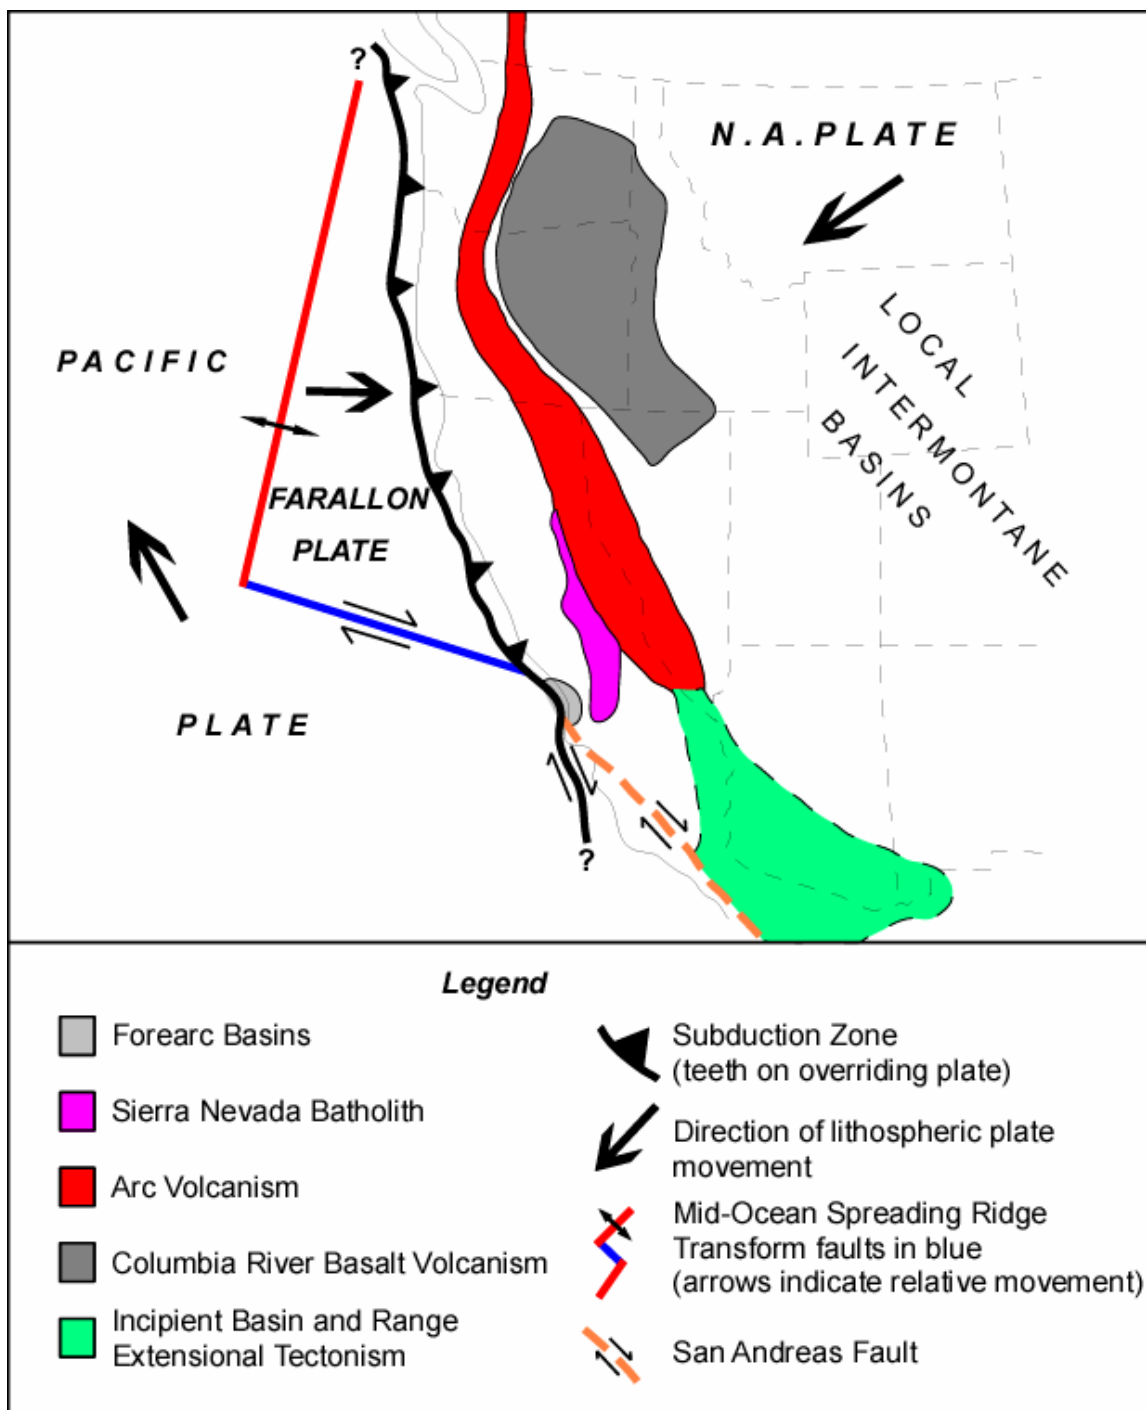 ?
N.A. PLATE
PACIFIC
LOCAL
INTERMONTANE
BASINS
FARALLON
PLATE
PLATE
?
Legend
Forearc Basins
Sierra Nevada Batholith
Arc Volcanism
Columbia River Basalt Volcanism
Incipient Basin and Range
Extensional Tectonism
Subduction Zone
(teeth on overriding plate)
Direction of lithospheric plate
movement
Mid-Ocean Spreading Ridge
Transform faults in blue
(arrows indicate relative movement)
San Andreas Fault